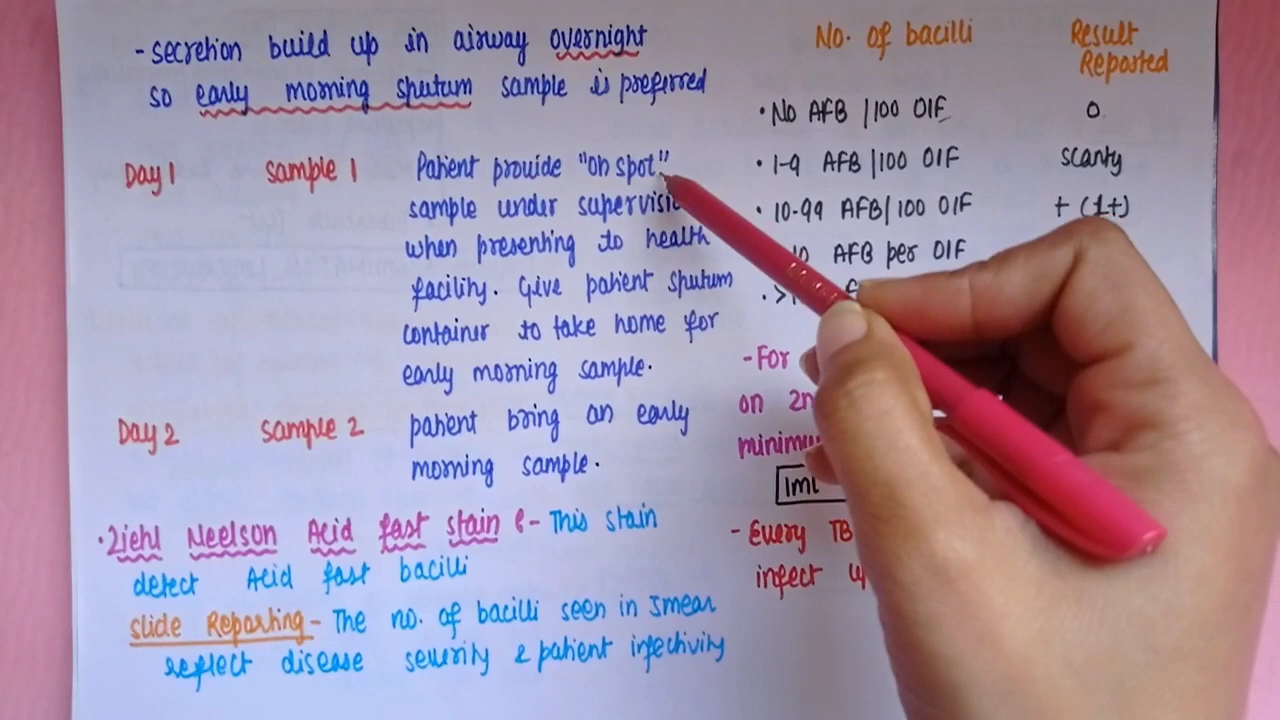 - secretion build up in airway overnight
so early morning sputum sample is preferred
Day 1 sample 1 Patient provide "on spot"
sample under supervisi
when presenting to health
facility. Give patient sputum
container to take home for
early morning sample.
Day 2 sample 2 patient bring an early
morning sample.
• Ziehl Neelson Acid fast stain :- This stain
detect Acid fast bacilli
Slide Reporting - The no. of bacilli seen in smear
reflect disease severity & patient infectivity
No. of bacilli Result
Reported
• No AFB /100 OIF 0
• 1-9 AFB /100 OIF scanty
• 10-99 AFB/100 OIF + (1+)
10 AFB per OIF
• >1
- For
on 2n
minimu
- Every TB
infect